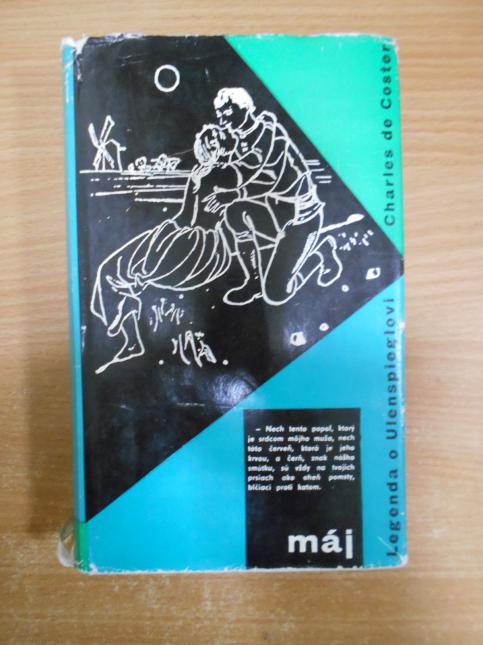 Charles de Coster
Legenda o Ulenspieglovi
— Nech tento popol, ktorý
je srdcom môjho muža, nech
táto červeň, ktorá je jeho
krvou, a čerň, znak nášho
smútku, sú vždy na tvojich
prsiach ako oheň pomsty,
blčiaci proti katom.
máj